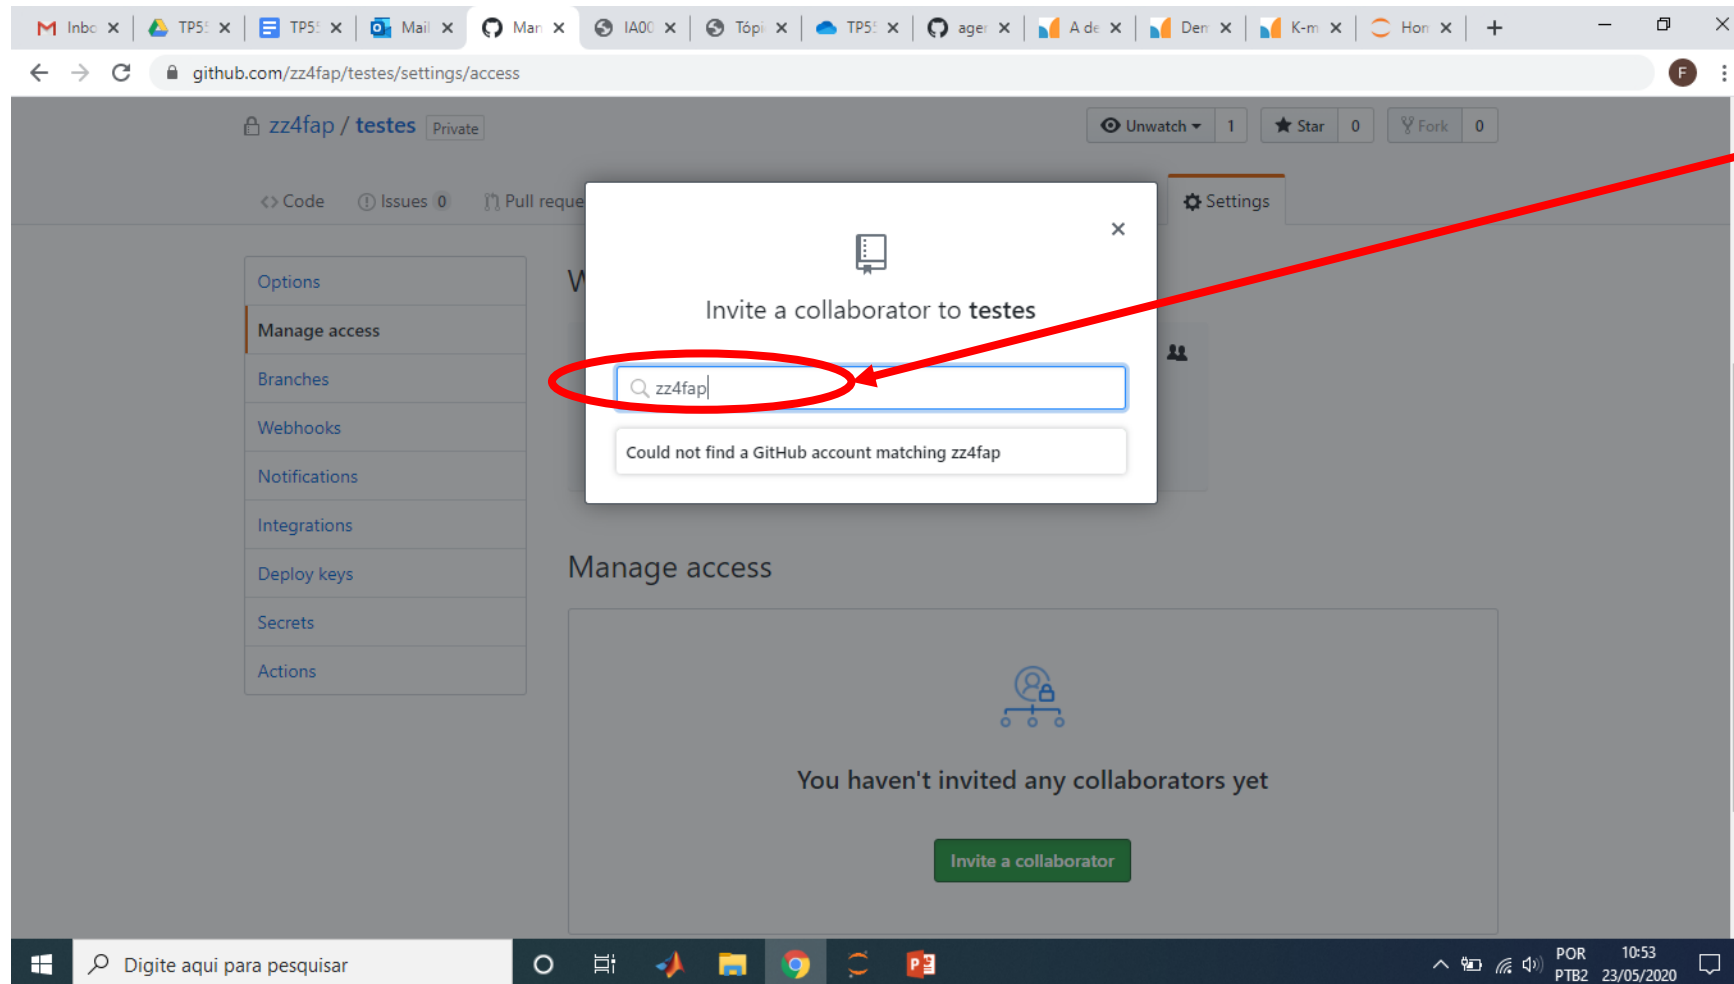 Inbo TP5 TP5 Mail Man IA00 Tópi TP5 ager A de Dem K-m Hom
github.com/zz4fap/testes/settings/access F
zz4fap / testes Private Unwatch 1 Star 0 Fork 0
Code Issues 0 Pull reque Settings
Options
Manage access
Branches
Webhooks
Notifications
Integrations
Deploy keys
Secrets
Actions
W
Invite a collaborator to testes
zz4fap
Could not find a GitHub account matching zz4fap
Manage access
You haven't invited any collaborators yet
Invite a collaborator
Digite aqui para pesquisar
POR 10:53
PTB2 23/05/2020